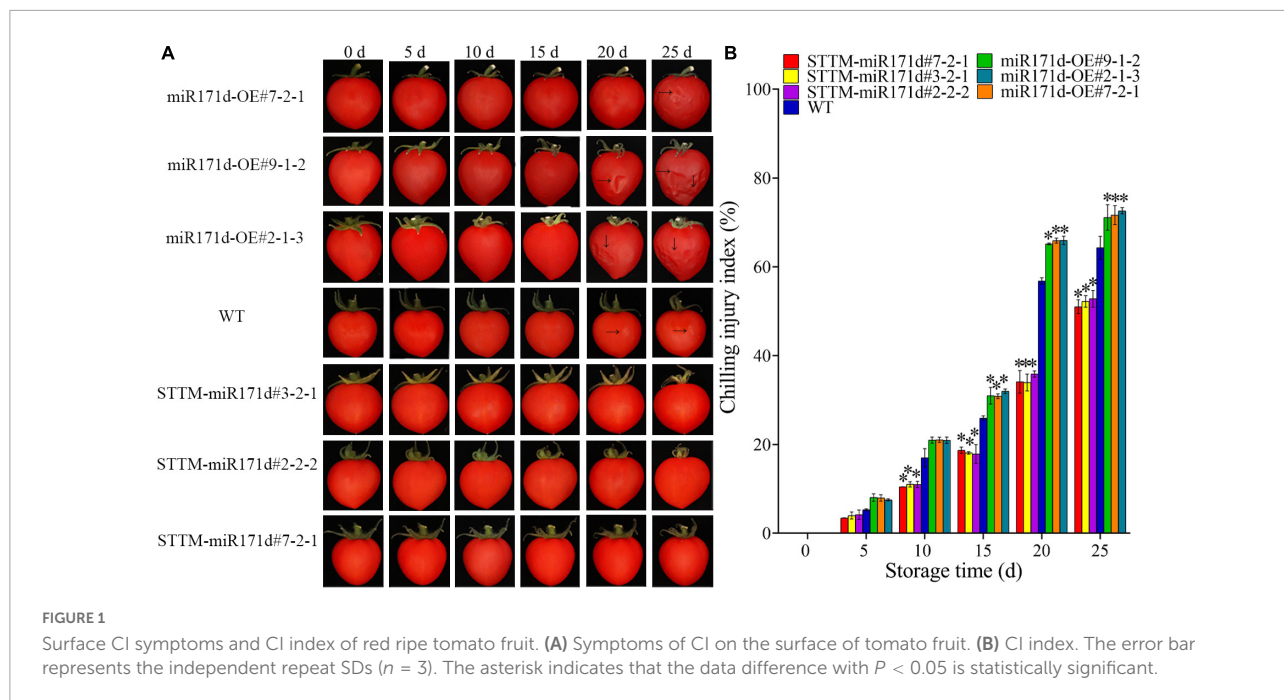 A
0 d 5 d 10 d 15 d 20 d 25 d
miR171d-OE#7-2-1
miR171d-OE#9-1-2
miR171d-OE#2-1-3
WT
STTM-miR171d#3-2-1
STTM-miR171d#2-2-2
STTM-miR171d#7-2-1
B
STTM-miR171d#7-2-1 miR171d-OE#9-1-2
STTM-miR171d#3-2-1 miR171d-OE#2-1-3
STTM-miR171d#2-2-2 miR171d-OE#7-2-1
WT
Chilling injury index (%)
100
80
60
40
20
0
* * * * * * * * * * * * * * * * * * * * *
0 5 10 15 20 25
Storage time (d)
FIGURE 1
Surface CI symptoms and CI index of red ripe tomato fruit. (A) Symptoms of CI on the surface of tomato fruit. (B) CI index. The error bar
represents the independent repeat SDs (n = 3). The asterisk indicates that the data difference with P < 0.05 is statistically significant.